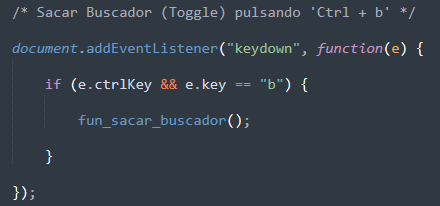 /* Sacar Buscador (Toggle) pulsando 'Ctrl + b' */
document.addEventListener("keydown", function(e) {
if (e.ctrlKey && e.key == "b") {
fun_sacar_buscador();
}
});